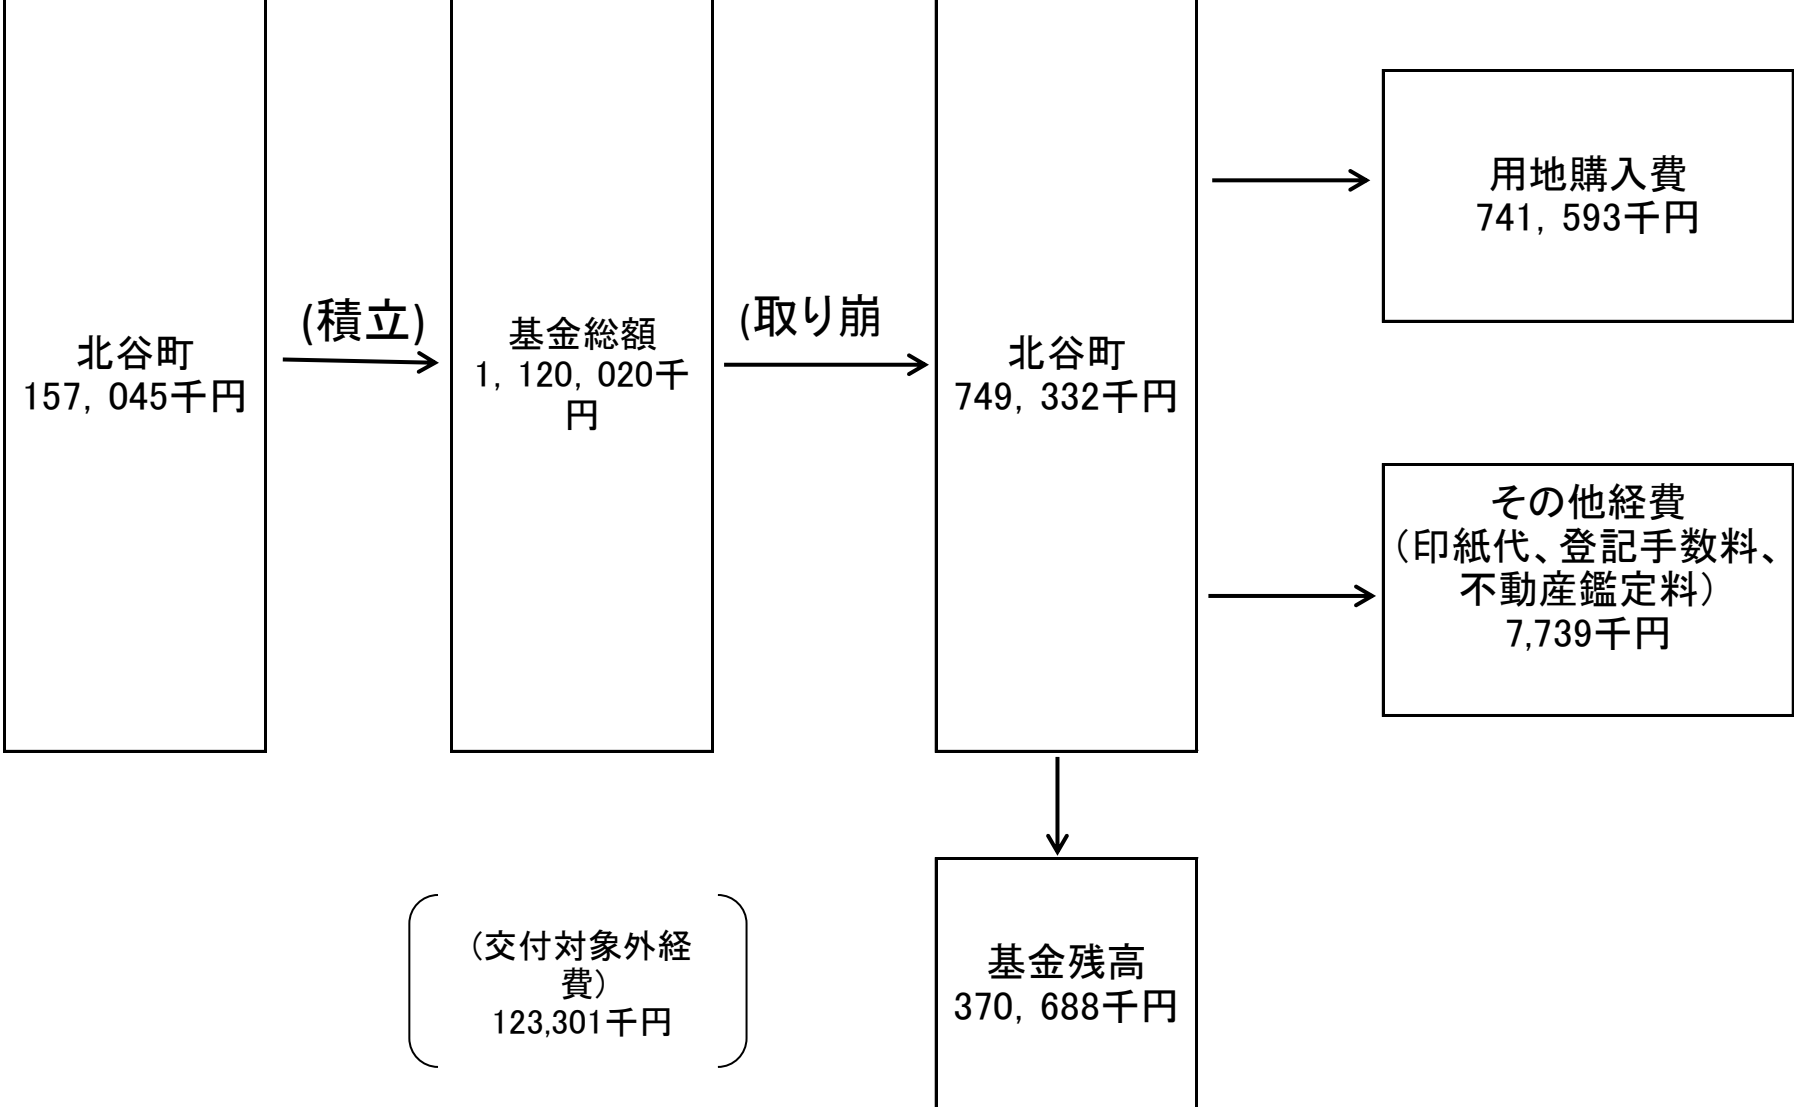 北谷町
157，045千円
(積立)
基金総額
1，120，020千
円
(取り崩
北谷町
749，332千円
用地購入費
741，593千円
その他経費
（印紙代、登記手数料、
不動産鑑定料）
7,739千円
(交付対象外経
費）
123,301千円
基金残高
370，688千円